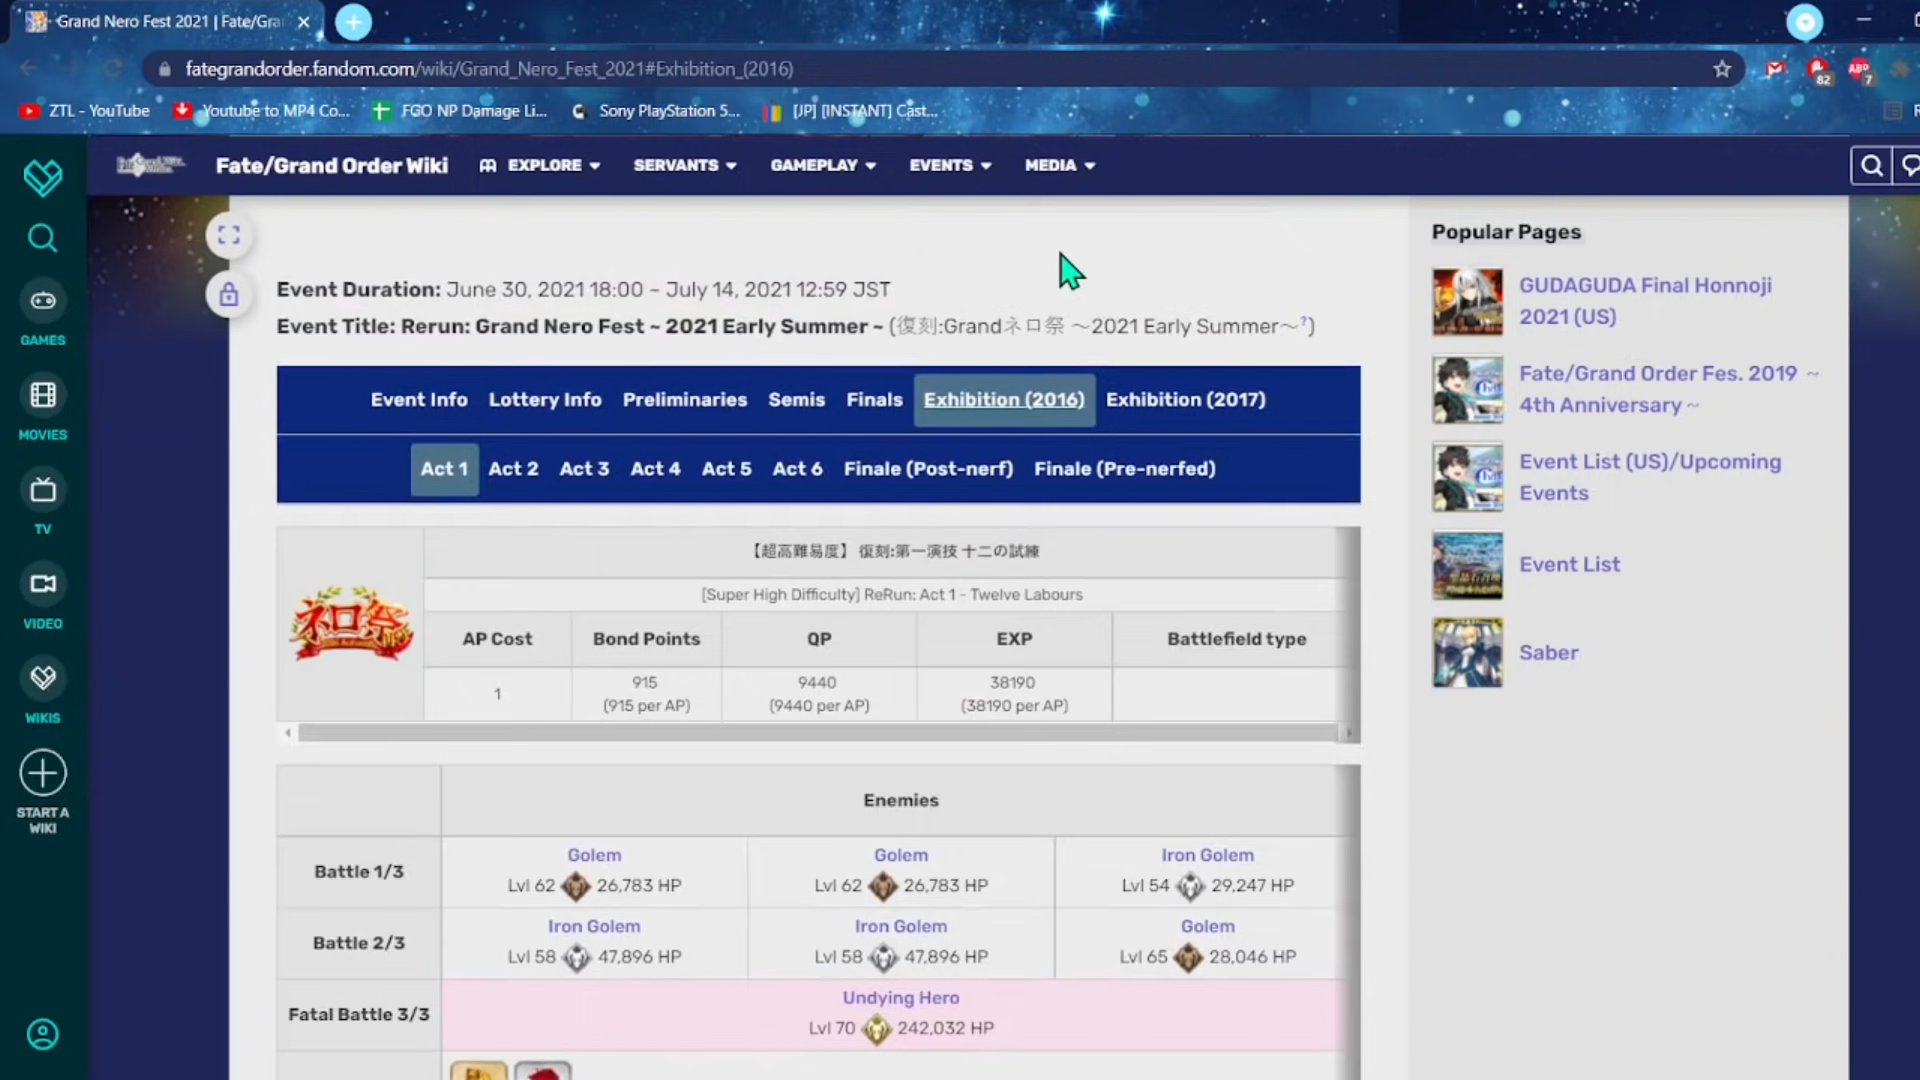 Grand Nero Fest 2021 | Fate/Gra
fategrandorder.fandom.com/wiki/Grand_Nero_Fest_2021#Exhibition_(2016)
82
ABP
7
ZTL - YouTube
Youtube to MP4 Co...
FGO NP Damage Li...
Sony PlayStation 5...
[JP] [INSTANT] Cast...
Fate/Grand Order Wiki
EXPLORE
SERVANTS
GAMEPLAY
EVENTS
MEDIA
GAMES
MOVIES
TV
VIDEO
WIKIS
START A
WIKI
Event Duration: June 30, 2021 18:00 ~ July 14, 2021 12:59 JST
Event Title: Rerun: Grand Nero Fest ~ 2021 Early Summer ~ (復刻:Grandネロ祭 ～2021 Early Summer～?)
Event Info Lottery Info Preliminaries Semis Finals Exhibition (2016) Exhibition (2017)
Act 1 Act 2 Act 3 Act 4 Act 5 Act 6 Finale (Post-nerf) Finale (Pre-nerfed)
ネロ祭
【超高難易度】 復刻:第一演技 十二の試練
[Super High Difficulty] ReRun: Act 1 - Twelve Labours
AP Cost Bond Points QP EXP Battlefield type
1 915 9440 38190
(915 per AP) (9440 per AP) (38190 per AP)
Enemies
Battle 1/3
Golem Golem Iron Golem
Lvl 62 26,783 HP Lvl 62 26,783 HP Lvl 54 29,247 HP
Battle 2/3
Iron Golem Iron Golem Golem
Lvl 58 47,896 HP Lvl 58 47,896 HP Lvl 65 28,046 HP
Fatal Battle 3/3
Undying Hero
Lvl 70 242,032 HP
Popular Pages
GUDAGUDA Final Honnoji
2021 (US)
Fate/Grand Order Fes. 2019 ~
4th Anniversary ~
Event List (US)/Upcoming
Events
Event List
Saber